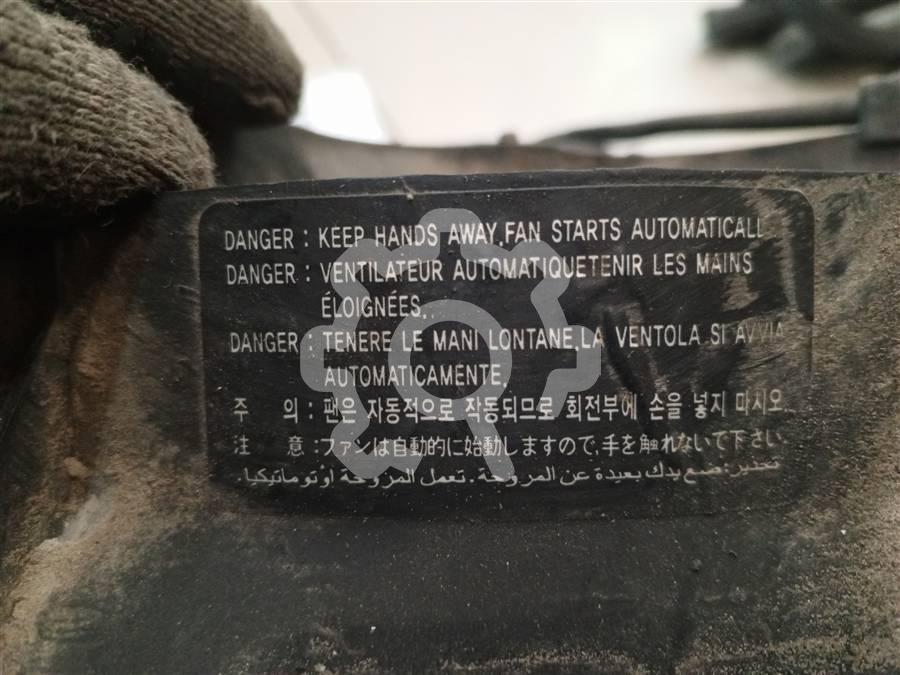 DANGER : KEEP HANDS AWAY,FAN STARTS AUTOMATICALL
DANGER : VENTILATEUR AUTOMATIQUETENIR LES MAINS
ÉLOIGNÉES,.
DANGER : TENERE LE MANI LONTANE,LA VENTOLA SI AVVIA
AUTOMATICAMENTE,
주 의 : 팬은 자동적으로 작동되므로 회전부에 손을 넣지 마시오.
注 意 :ファンは自動的に始動しますので,手を触れないで下さい
تحذير: ضع يدك بعيدة عن المروحة. تعمل المروحة اوتوماتيكيا.